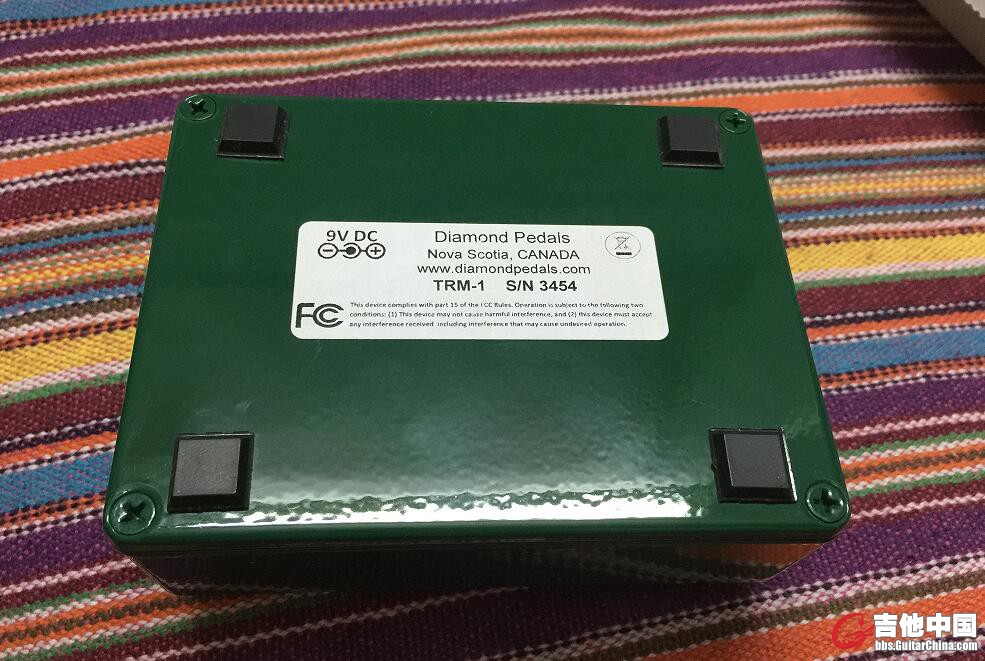 9V DC
Diamond Pedals
Nova Scotia, CANADA
www.diamondpedals.com
TRM-1 S/N 3454
FC
This device complies with part 15 of the FCC Rules. Operation is subject to the following two
conditions: (1) This device may not cause harmful interference, and (2) this device must accept
any interference received including interference that may cause undesired operation.
吉他中国
bbs.GuitarChina.com